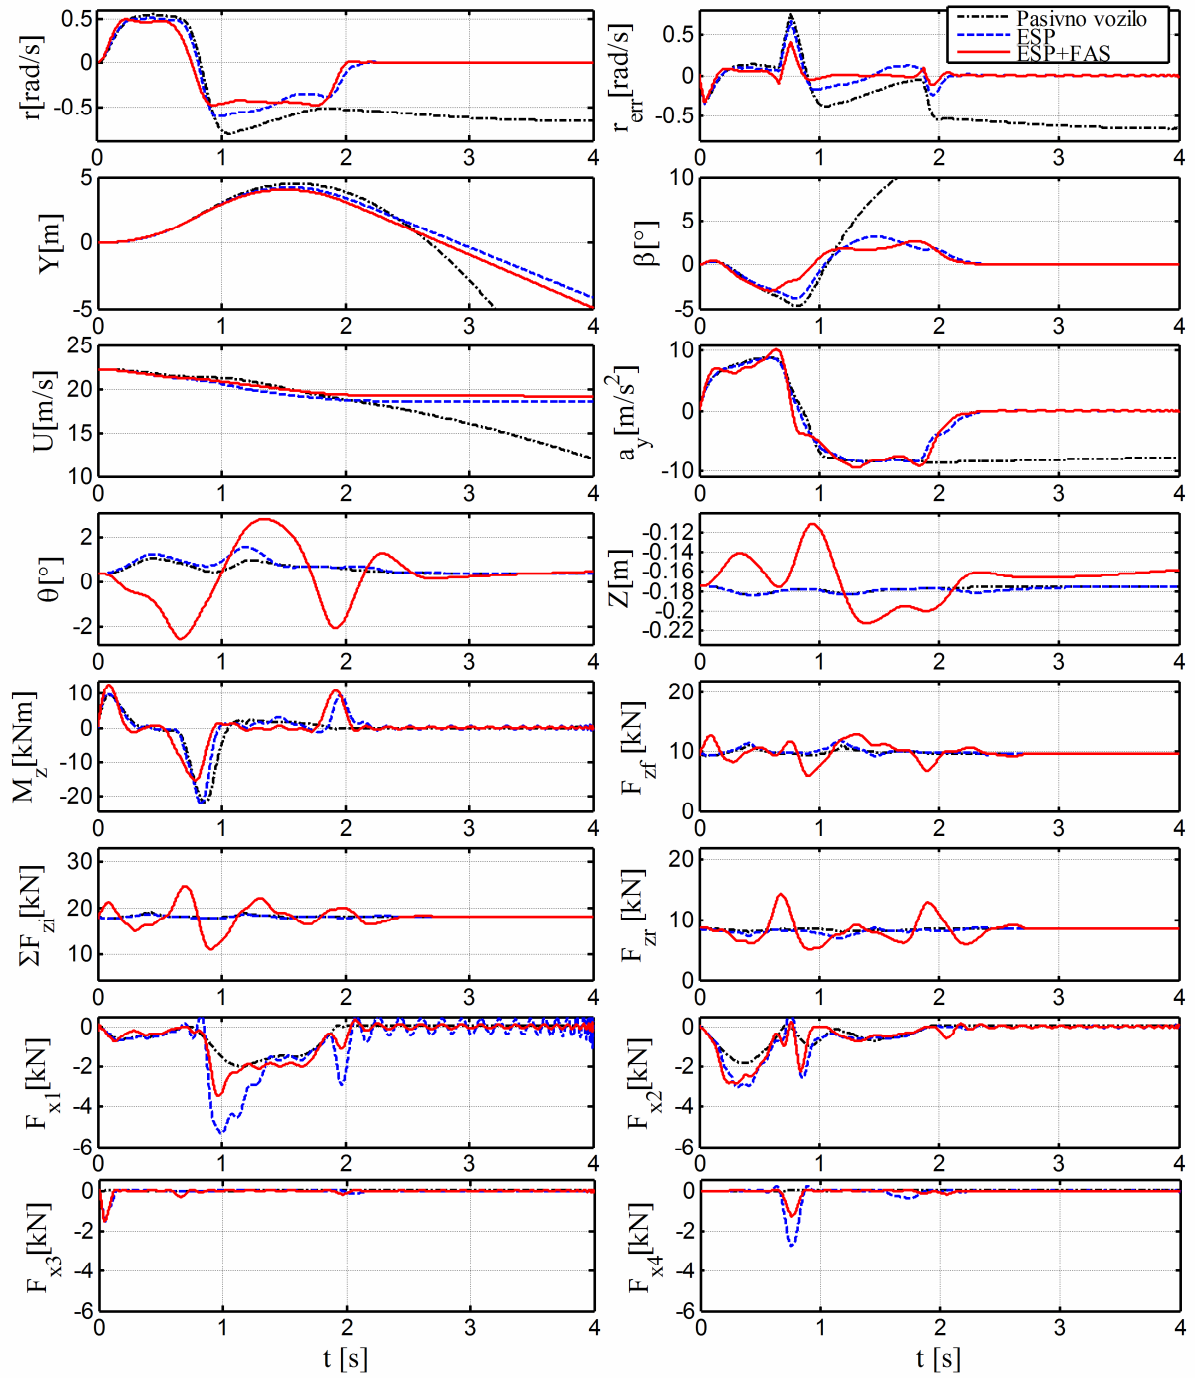 Pasivno vozilo
ESP
ESP+FAS
r[rad/s]
0.5
0
-0.5
0 1 2 3 4
r_err[rad/s]
0.5
0
-0.5
0 1 2 3 4
Y[m]
5
0
-5
0 1 2 3 4
β[°]
10
5
0
-5
0 1 2 3 4
U[m/s]
25
20
15
10
0 1 2 3 4
a_y[m/s²]
10
0
-10
0 1 2 3 4
θ[°]
2
0
-2
0 1 2 3 4
Z[m]
-0.12
-0.14
-0.16
-0.18
-0.2
-0.22
0 1 2 3 4
M_z[kNm]
10
0
-10
-20
0 1 2 3 4
F_zf[kN]
20
10
0
0 1 2 3 4
ΣF_zi[kN]
30
20
10
0 1 2 3 4
F_zr[kN]
20
10
0
0 1 2 3 4
F_x1[kN]
0
-2
-4
-6
0 1 2 3 4
F_x2[kN]
0
-2
-4
-6
0 1 2 3 4
F_x3[kN]
0
-2
-4
-6
0 1 2 3 4
t [s]
F_x4[kN]
0
-2
-4
-6
0 1 2 3 4
t [s]